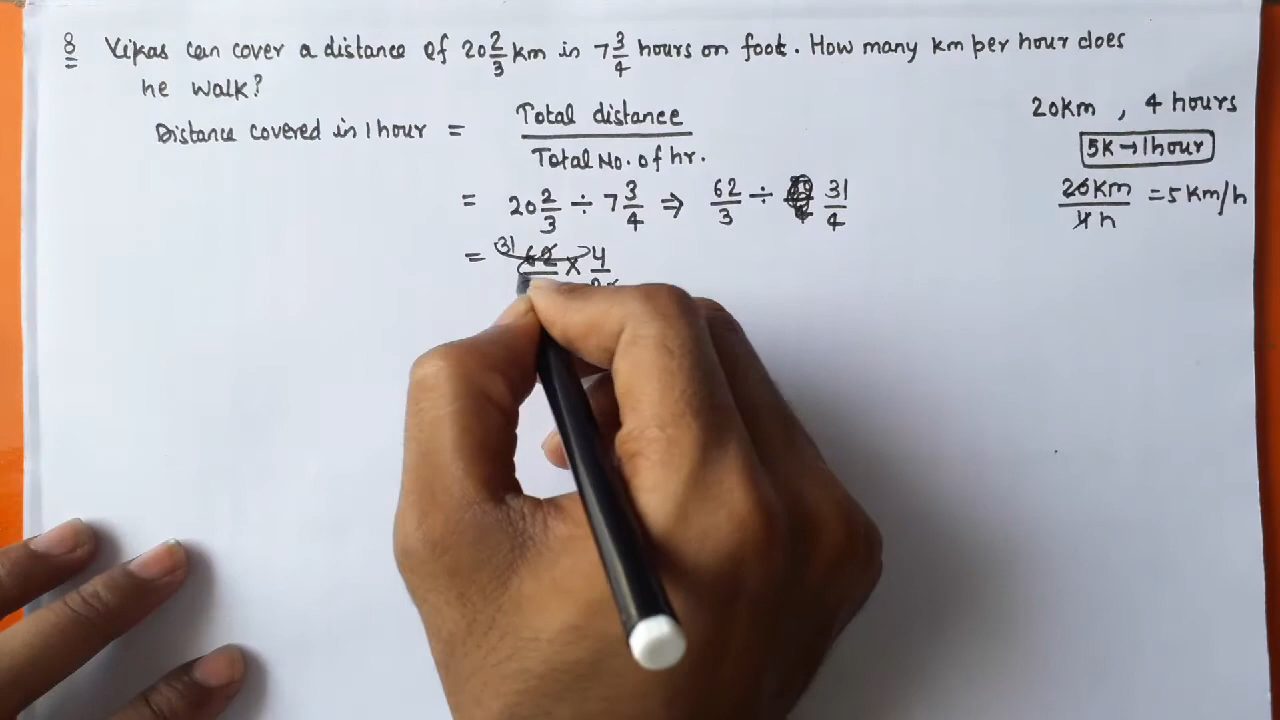 8 Vikas can cover a distance of 20 2/3 km in 7 3/4 hours on foot. How many km per hour does
he walk?
Distance covered in 1 hour = Total distance / Total No. of hr.
= 20 2/3 ÷ 7 3/4 ⇒ 62/3 ÷ 31/4
= 31 62 × 4
20km , 4 hours
5K→1hour
20km / 4h = 5km/h